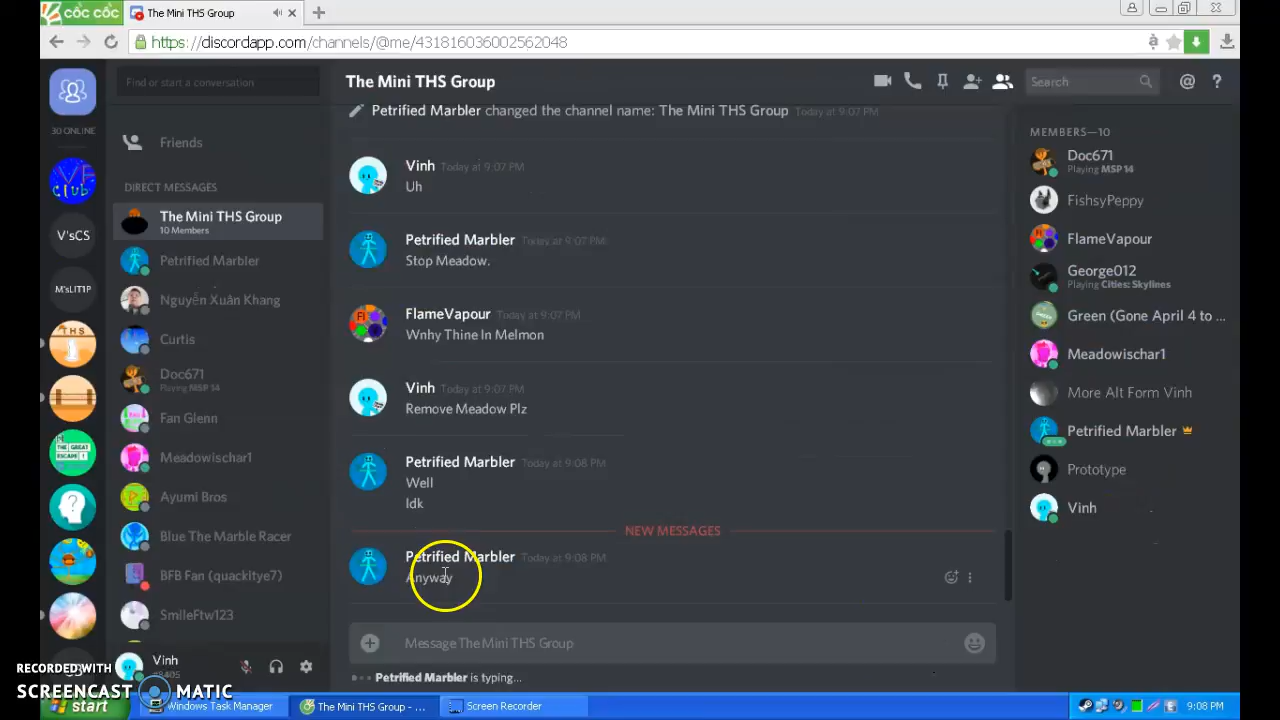 cốc cốc
The Mini THS Group
https://discordapp.com/channels/@me/431816036002562048
30 ONLINE
VF
Club
V'sCS
M'sLIT1P
THS
THE GREAT
ESCAPE 1
Find or start a conversation
Friends
DIRECT MESSAGES
The Mini THS Group
10 Members
Petrified Marbler
Nguyễn Xuân Khang
Curtis
Doc671
Playing MSP 14
Fan Glenn
Meadowischar1
Ayumi Bros
Blue The Marble Racer
BFB Fan (quackItye7)
SmileFtw123
Vinh
#8405
The Mini THS Group
Search
Petrified Marbler changed the channel name: The Mini THS Group Today at 9:07 PM
Vinh Today at 9:07 PM
Uh
Petrified Marbler Today at 9:07 PM
Stop Meadow.
FlameVapour Today at 9:07 PM
Wnhy Thine In Melmon
Vinh Today at 9:07 PM
Remove Meadow Plz
Petrified Marbler Today at 9:08 PM
Well
Idk
NEW MESSAGES
Petrified Marbler Today at 9:08 PM
Anyway
Message The Mini THS Group
Petrified Marbler is typing...
MEMBERS—10
Doc671
Playing MSP 14
FishsyPeppy
FlameVapour
George012
Playing Cities: Skylines
Green (Gone April 4 to ...
Meadowischar1
More Alt Form Vinh
Petrified Marbler
Prototype
Vinh
RECORDED WITH
SCREENCAST MATIC
start
Windows Task Manager
The Mini THS Group - ...
Screen Recorder
9:08 PM